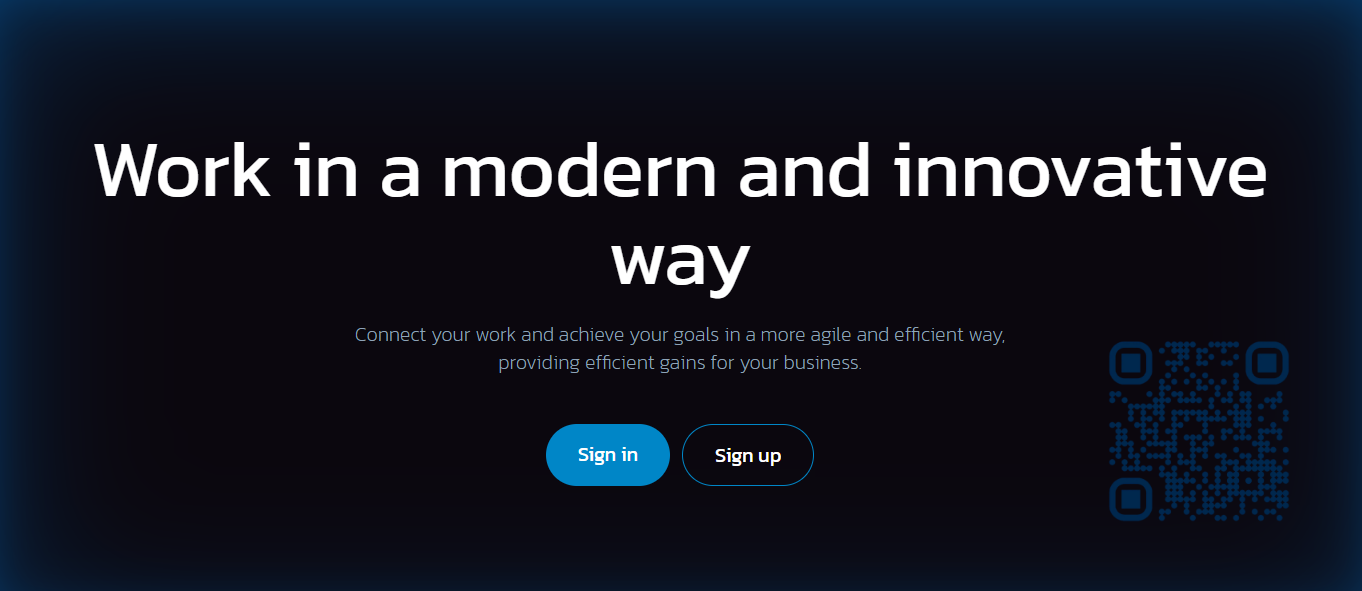 Work in a modern and innovative
way
Connect your work and achieve your goals in a more agile and efficient way,
providing efficient gains for your business.
Sign in
Sign up